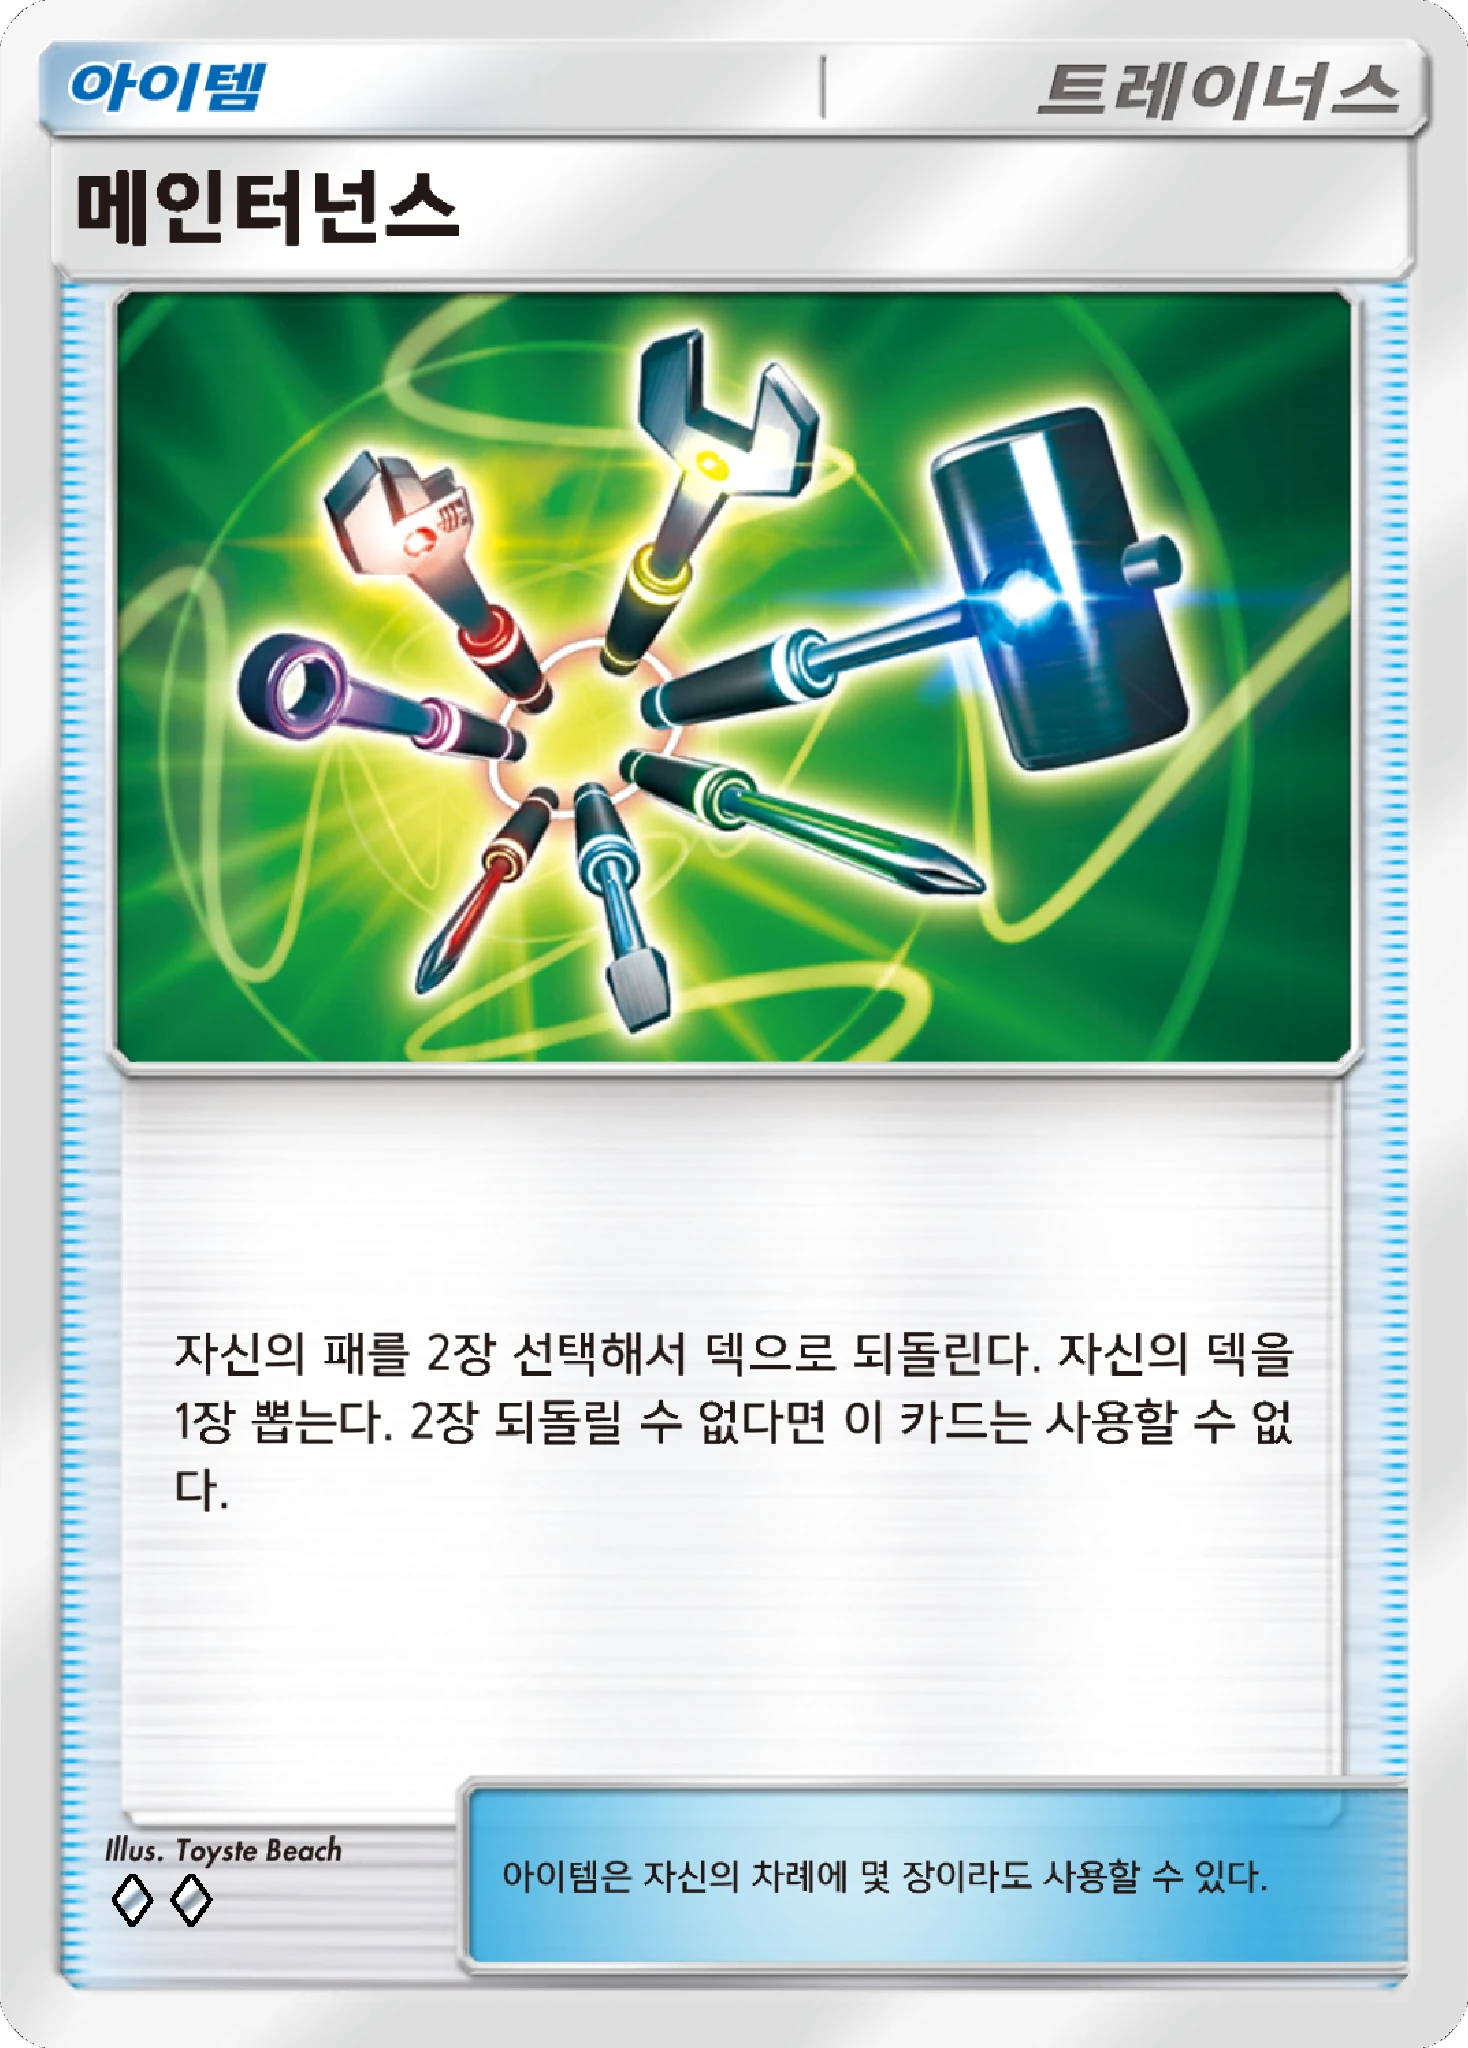 아이템
트레이너스
메인터넌스
자신의 패를 2장 선택해서 덱으로 되돌린다. 자신의 덱을
1장 뽑는다. 2장 되돌릴 수 없다면 이 카드는 사용할 수 없
다.
Illus. Toyste Beach
아이템은 자신의 차례에 몇 장이라도 사용할 수 있다.